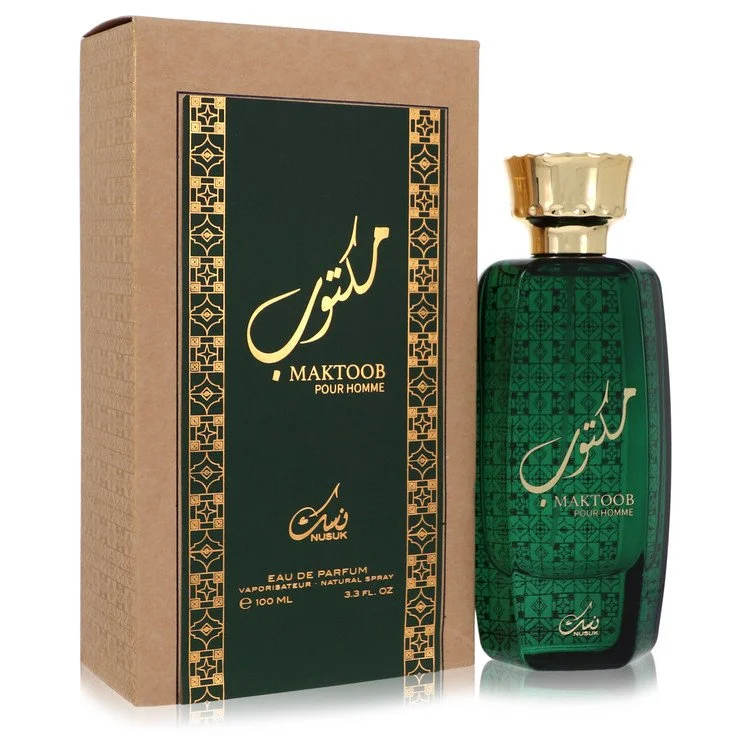 مكتوب
MAKTOOB
POUR HOMME
نسك
NUSUK
EAU DE PARFUM
VAPORISATEUR - NATURAL SPRAY
e 100 ML 3.3 FL. OZ
مكتوب
MAKTOOB
POUR HOMME
نسك
NUSUK